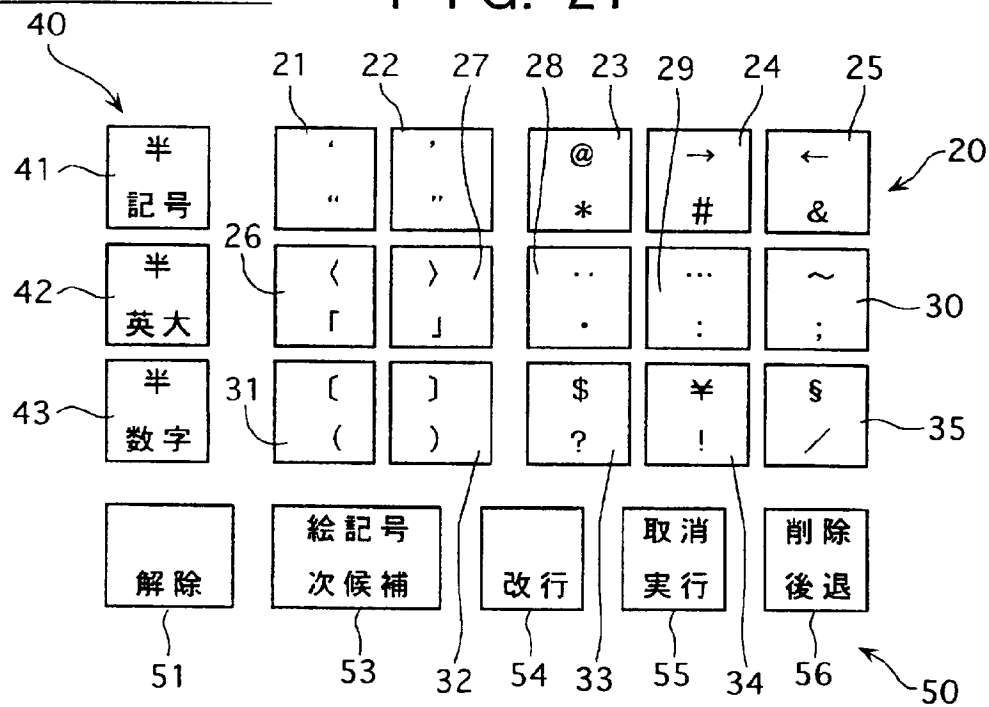 FIG. 21
40
21 22 27 28 23 29 24 25
半 ‘ ’ @ → ←
41 20
記号 “ ” * # &
26
半 〈 〉 ‥ … ～
42 30
英大 「 」 ・ : ;
半 〔 〕 $ ¥ §
43 31 35
数字 ( ) ? ! ／
絵記号 取消 削除
解除 次候補 改行 実行 後退
51 53 32 54 33 55 34 56 50